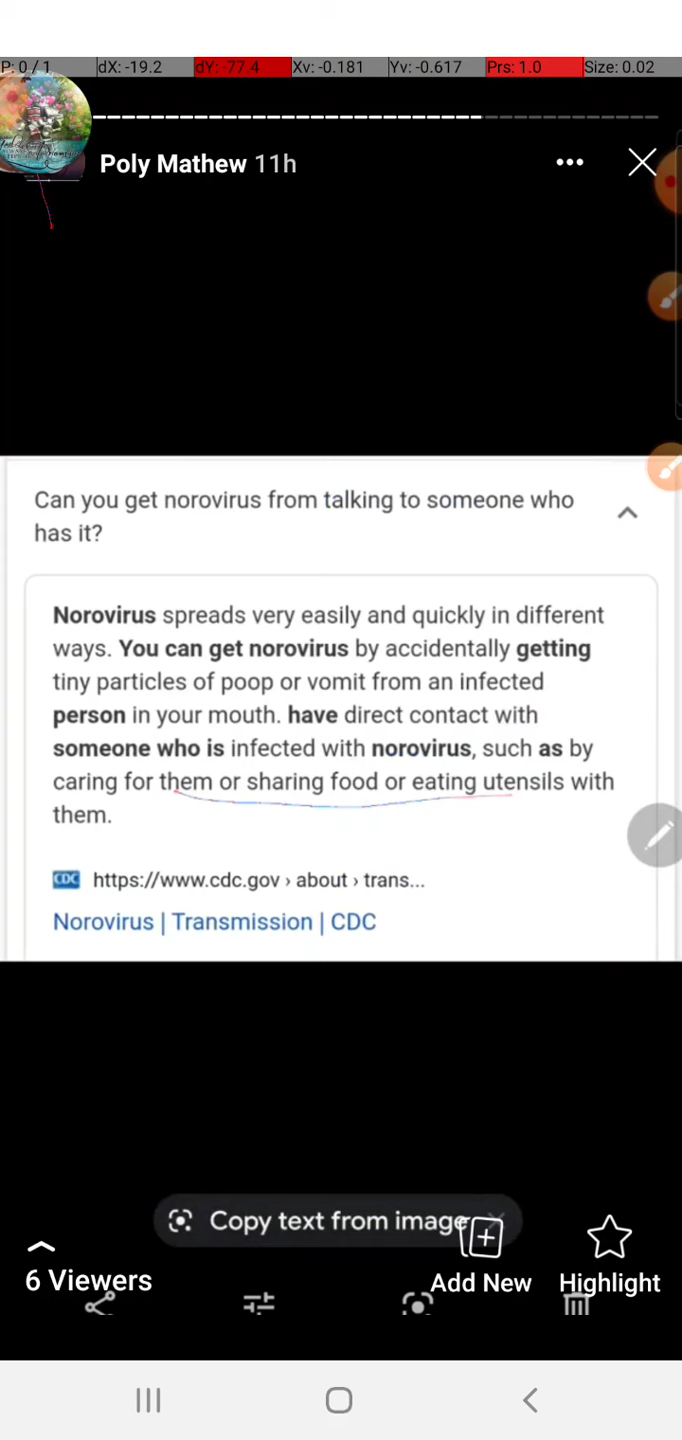 P: 0 / 1 dX: -19.2 dY: -77.4 Xv: -0.181 Yv: -0.617 Prs: 1.0 Size: 0.02
Poly Mathew 11h
Can you get norovirus from talking to someone who
has it?
Norovirus spreads very easily and quickly in different
ways. You can get norovirus by accidentally getting
tiny particles of poop or vomit from an infected
person in your mouth. have direct contact with
someone who is infected with norovirus, such as by
caring for them or sharing food or eating utensils with
them.
CDC https://www.cdc.gov › about › trans...
Norovirus | Transmission | CDC
Copy text from image
6 Viewers
Add New
Highlight